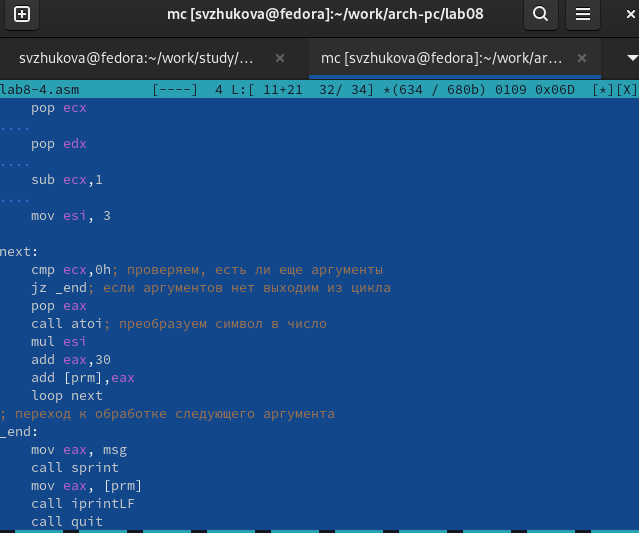 mc [svzhukova@fedora]:~/work/arch-pc/lab08
svzhukova@fedora:~/work/study/... × mc [svzhukova@fedora]:~/work/ar... ×
lab8-4.asm [----] 4 L:[ 11+21 32/ 34] *(634 / 680b) 0109 0x06D [*][X]
pop ecx
....
pop edx
....
sub ecx,1
....
mov esi, 3
next:
cmp ecx,0h; проверяем, есть ли еще аргументы
jz _end; если аргументов нет выходим из цикла
pop eax
call atoi; преобразуем символ в число
mul esi
add eax,30
add [prm],eax
loop next
; переход к обработке следующего аргумента
_end:
mov eax, msg
call sprint
mov eax, [prm]
call iprintLF
call quit